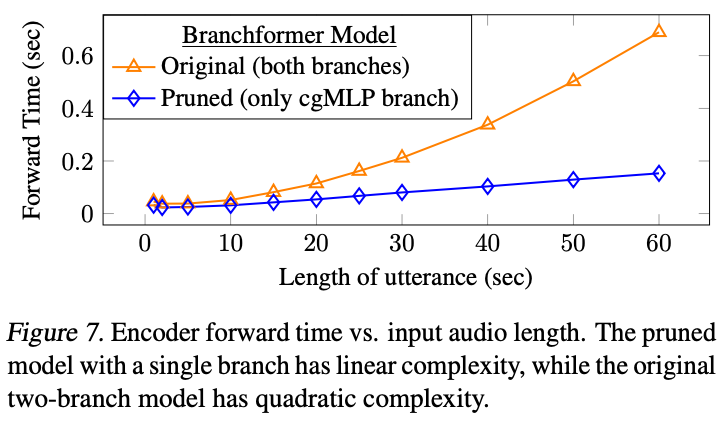 Forward Time (sec)
0.6
0.4
0.2
0
Branchformer Model
Original (both branches)
Pruned (only cgMLP branch)
0 10 20 30 40 50 60
Length of utterance (sec)
Figure 7. Encoder forward time vs. input audio length. The pruned
model with a single branch has linear complexity, while the original
two-branch model has quadratic complexity.